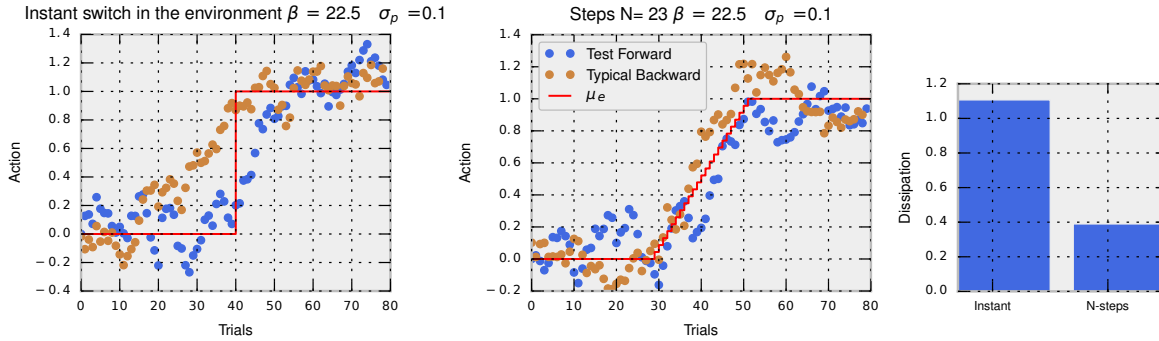 Instant switch in the environment β = 22.5 σp =0.1
Action
1.4
1.2
1.0
0.8
0.6
0.4
0.2
0.0
−0.2
−0.4
0 10 20 30 40 50 60 70 80
Trials
Steps N= 23 β = 22.5 σp =0.1
Test Forward
Typical Backward
μe
Action
1.4
1.2
1.0
0.8
0.6
0.4
0.2
0.0
−0.2
0 10 20 30 40 50 60 70 80
Trials
Dissipation
1.2
1.0
0.8
0.6
0.4
0.2
0.0
Instant N-steps